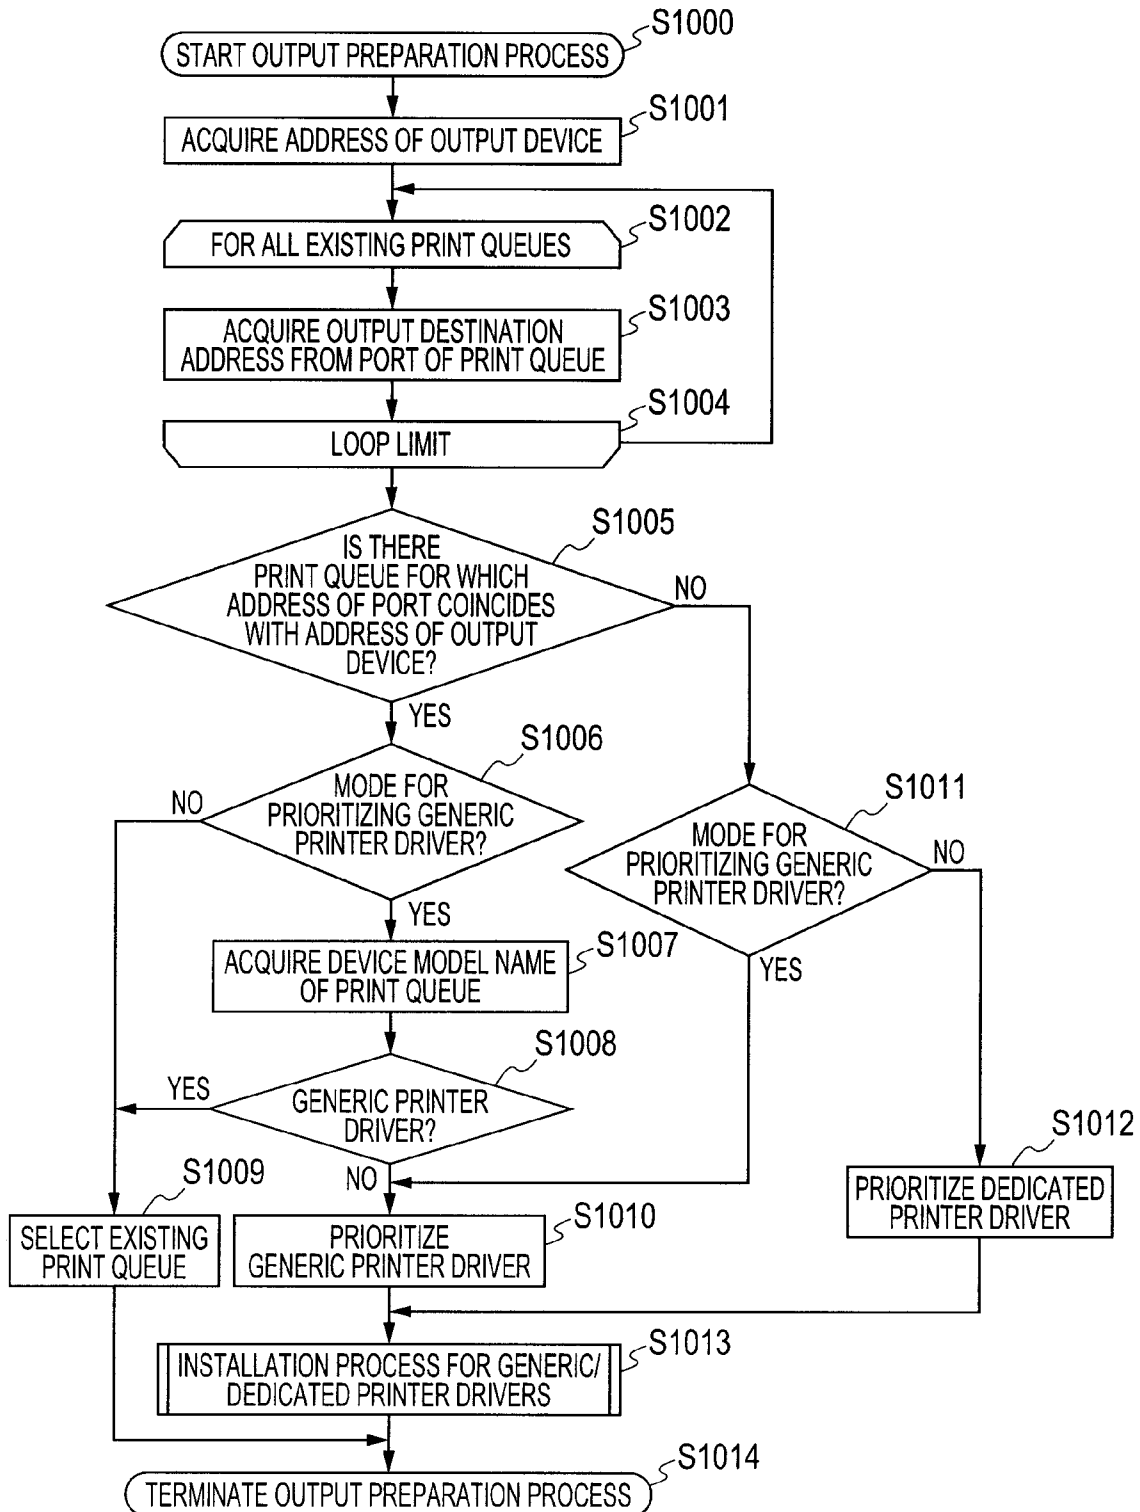 S1000
START OUTPUT PREPARATION PROCESS
S1001
ACQUIRE ADDRESS OF OUTPUT DEVICE
S1002
FOR ALL EXISTING PRINT QUEUES
S1003
ACQUIRE OUTPUT DESTINATION
ADDRESS FROM PORT OF PRINT QUEUE
S1004
LOOP LIMIT
S1005
IS THERE
PRINT QUEUE FOR WHICH
ADDRESS OF PORT COINCIDES
WITH ADDRESS OF OUTPUT
DEVICE?
NO
YES
S1006
MODE FOR
PRIORITIZING GENERIC
PRINTER DRIVER?
NO
YES
S1011
MODE FOR
PRIORITIZING GENERIC
PRINTER DRIVER?
NO
YES
S1007
ACQUIRE DEVICE MODEL NAME
OF PRINT QUEUE
S1008
GENERIC PRINTER
DRIVER?
YES
NO
S1012
PRIORITIZE DEDICATED
PRINTER DRIVER
S1009
SELECT EXISTING
PRINT QUEUE
S1010
PRIORITIZE
GENERIC PRINTER DRIVER
S1013
INSTALLATION PROCESS FOR GENERIC/
DEDICATED PRINTER DRIVERS
S1014
TERMINATE OUTPUT PREPARATION PROCESS